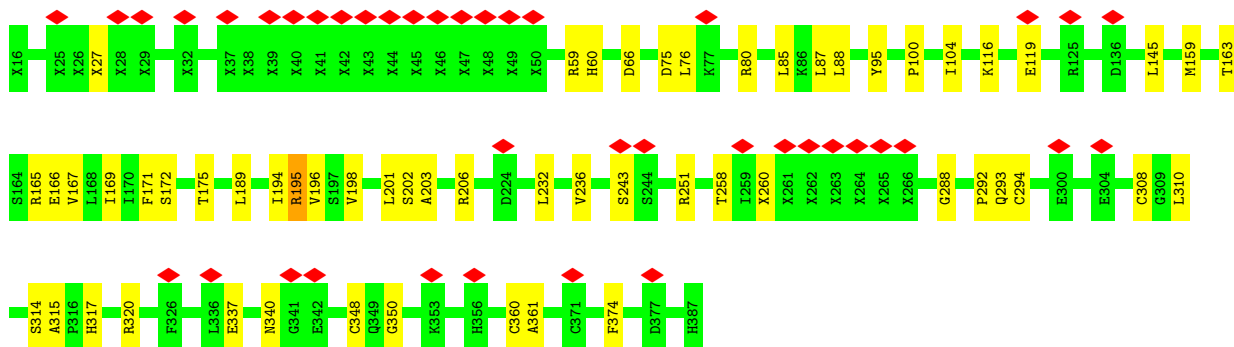 X16 X25 X26 X27 X28 X29 X32 X37 X38 X39 X40 X41 X42 X43 X44 X45 X46 X47 X48 X49 X50 R59 H60 D66 D75 L76 K77 R80 L85 K86 L87 L88 Y95 P100 I104 K116 E119 R125 D136 L145 M159 T163
S164 R165 E166 V167 L168 I169 I170 F171 S172 T175 L189 I194 R195 V196 S197 V198 L201 S202 A203 R206 D224 L232 V236 S243 S244 R251 T258 I259 X260 X261 X262 X263 X264 X265 X266 G288 P292 Q293 C294 E300 E304 C308 G309 L310
S314 A315 P316 H317 R320 F326 L336 E337 N340 G341 E342 C348 Q349 G350 K353 H356 C360 A361 C371 F374 D377 H387